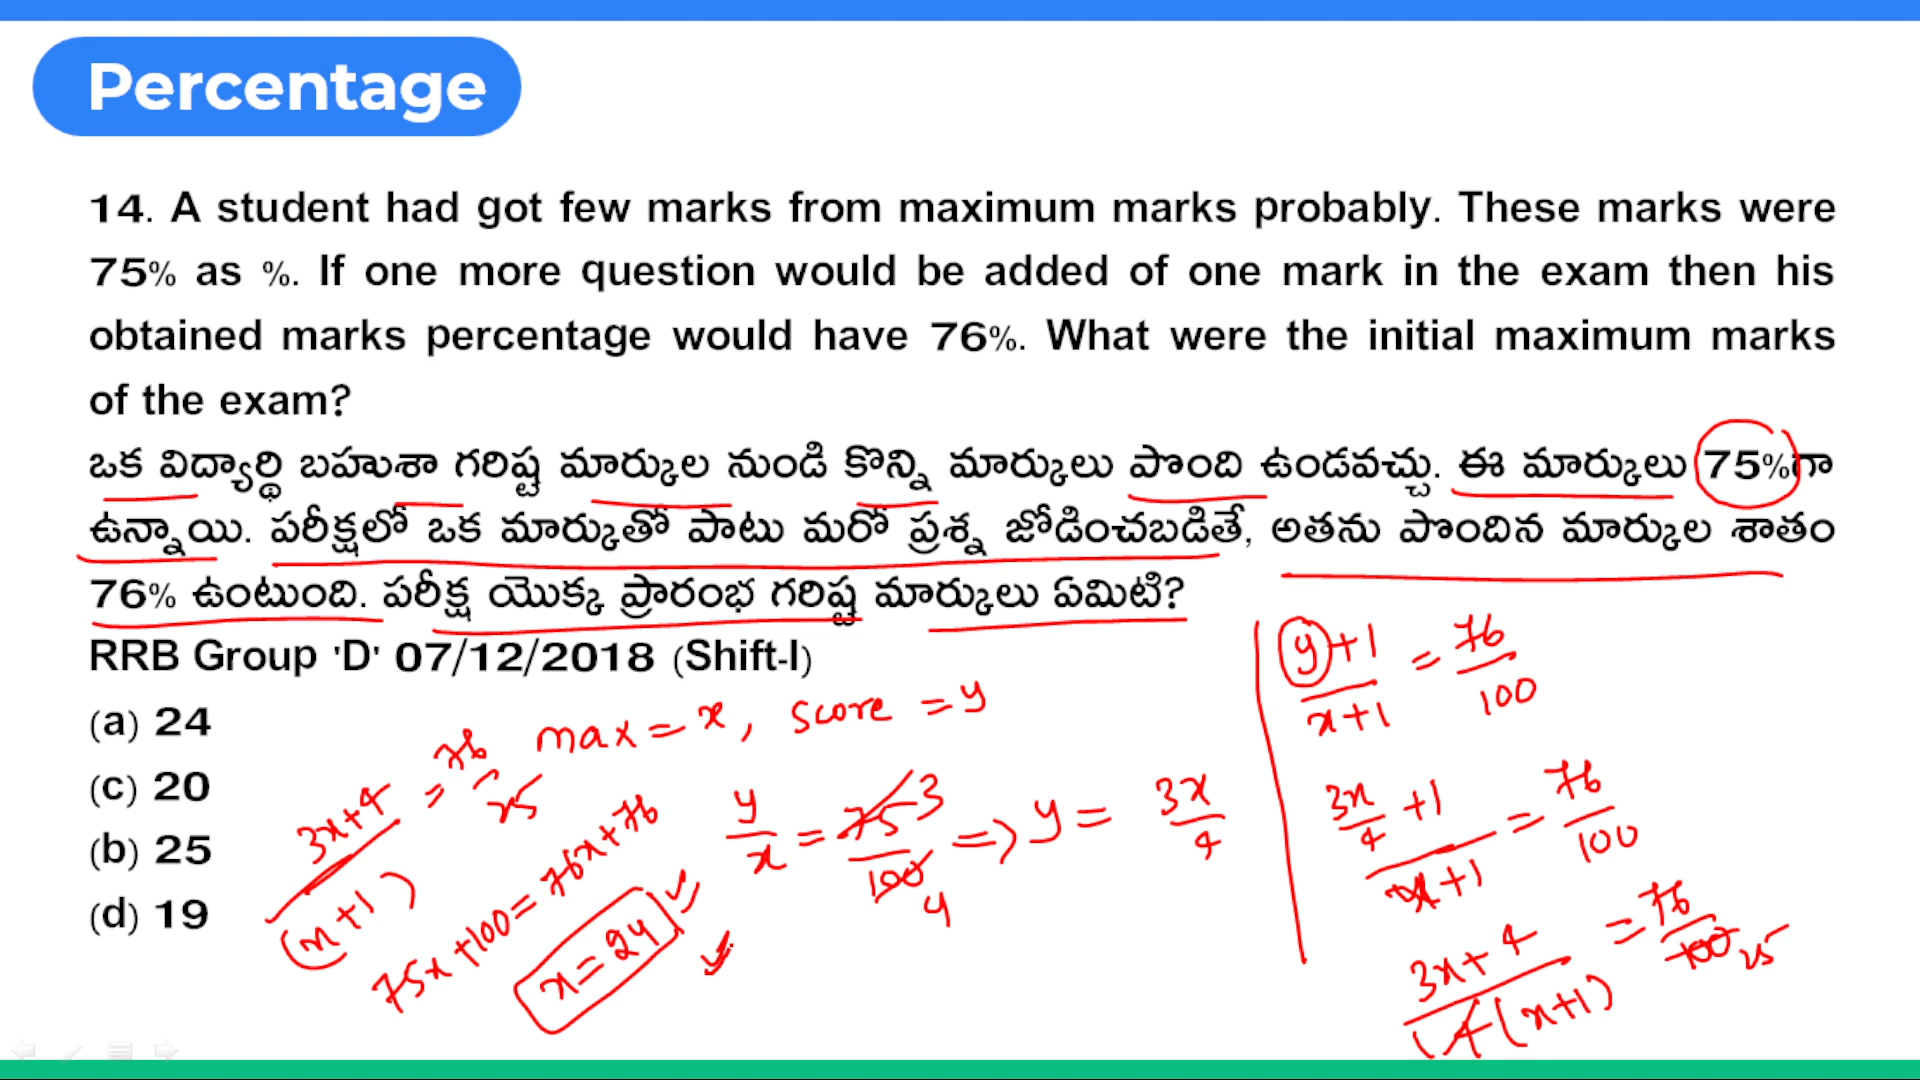 Percentage
14. A student had got few marks from maximum marks probably. These marks were
75% as %. If one more question would be added of one mark in the exam then his
obtained marks percentage would have 76%. What were the initial maximum marks
of the exam?
ఒక విద్యార్థి బహుశా గరిష్ట మార్కుల నుండి కొన్ని మార్కులు పొంది ఉండవచ్చు. ఈ మార్కులు 75%గా
ఉన్నాయి. పరీక్షలో ఒక మార్కుతో పాటు మరో ప్రశ్న జోడించబడితే, అతను పొందిన మార్కుల శాతం
76% ఉంటుంది. పరీక్ష యొక్క ప్రారంభ గరిష్ట మార్కులు ఏమిటి?
RRB Group 'D' 07/12/2018 (Shift-I)
(a) 24
(c) 20
(b) 25
(d) 19
max = x, score = y
y/x = 75/100 3/4 => y = 3x/4
y+1/x+1 = 76/100
3x/4 +1/x+1 = 76/100
3x+4/4(x+1) = 76/100 25
3x+4/(x+1) = 76/25
75x+100=76x+76
x=24